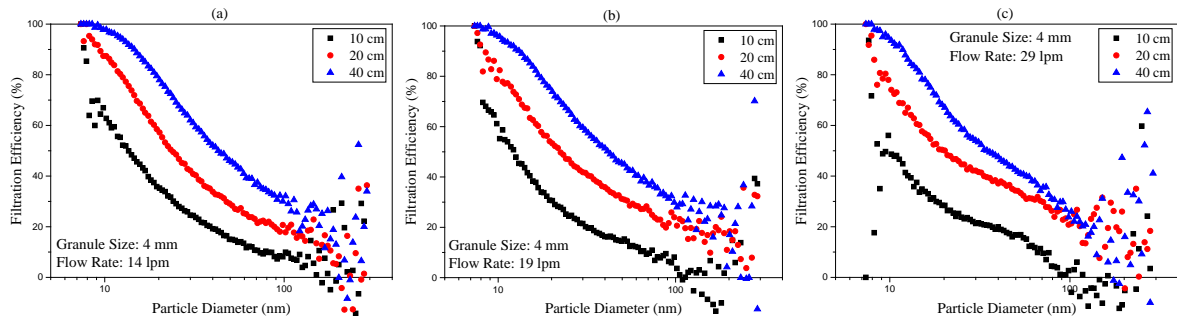 (a)
Filtration Efficiency (%)
100
80
60
40
20
0
10 cm
20 cm
40 cm
Granule Size: 4 mm
Flow Rate: 14 lpm
10
100
Particle Diameter (nm)
(b)
Filtration Efficiency (%)
100
80
60
40
20
0
10 cm
20 cm
40 cm
Granule Size: 4 mm
Flow Rate: 19 lpm
10
100
Particle Diameter (nm)
(c)
Filtration Efficiency (%)
100
80
60
40
20
0
Granule Size: 4 mm
Flow Rate: 29 lpm
10 cm
20 cm
40 cm
10
100
Particle Diameter (nm)